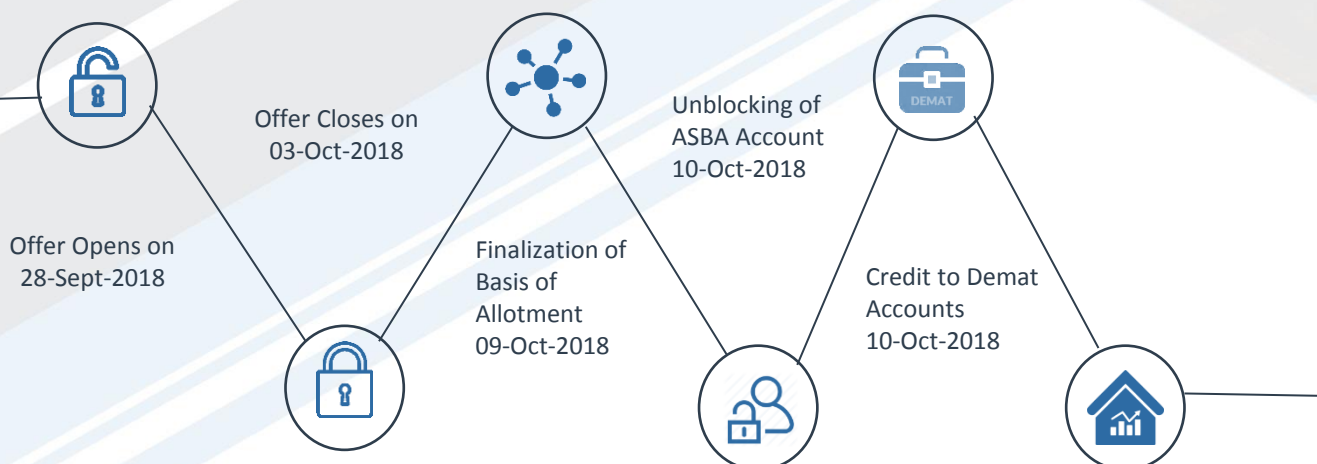 Offer Opens on
28-Sept-2018
Offer Closes on
03-Oct-2018
Finalization of
Basis of
Allotment
09-Oct-2018
Unblocking of
ASBA Account
10-Oct-2018
DEMAT
Credit to Demat
Accounts
10-Oct-2018